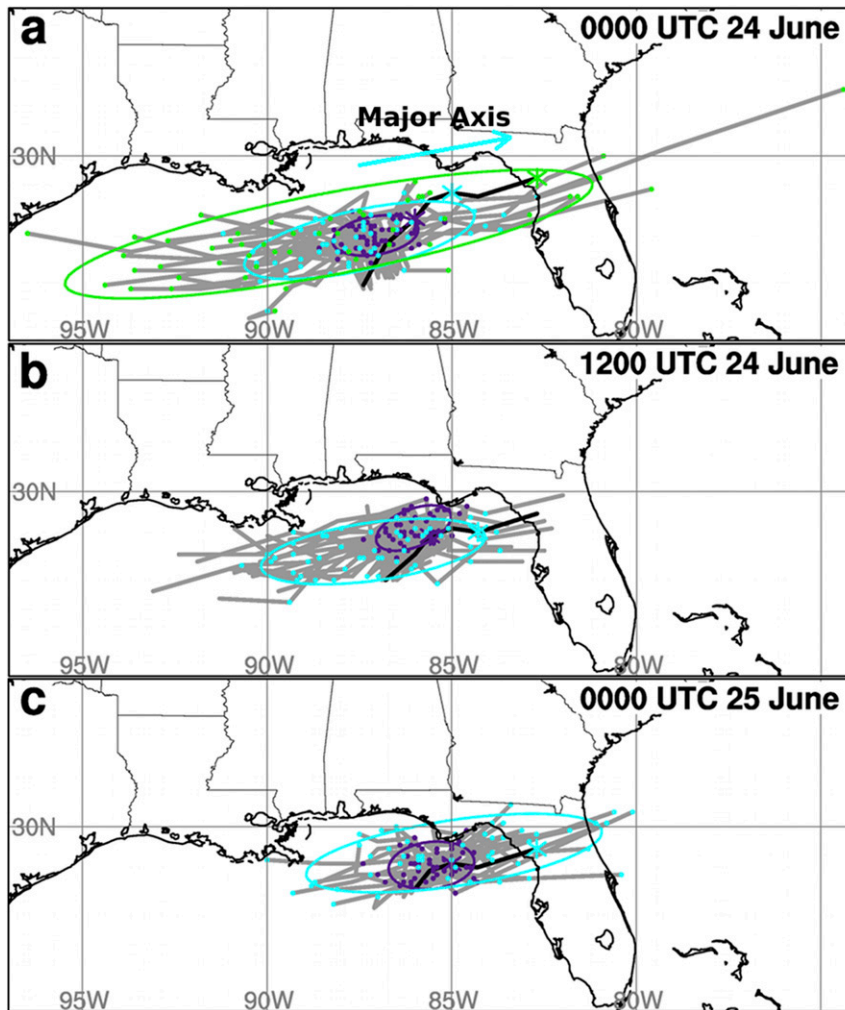 a
0000 UTC 24 June
Major Axis
30N
95W 90W 85W 80W
b
1200 UTC 24 June
30N
95W 90W 85W 80W
c
0000 UTC 25 June
30N
95W 90W 85W 80W